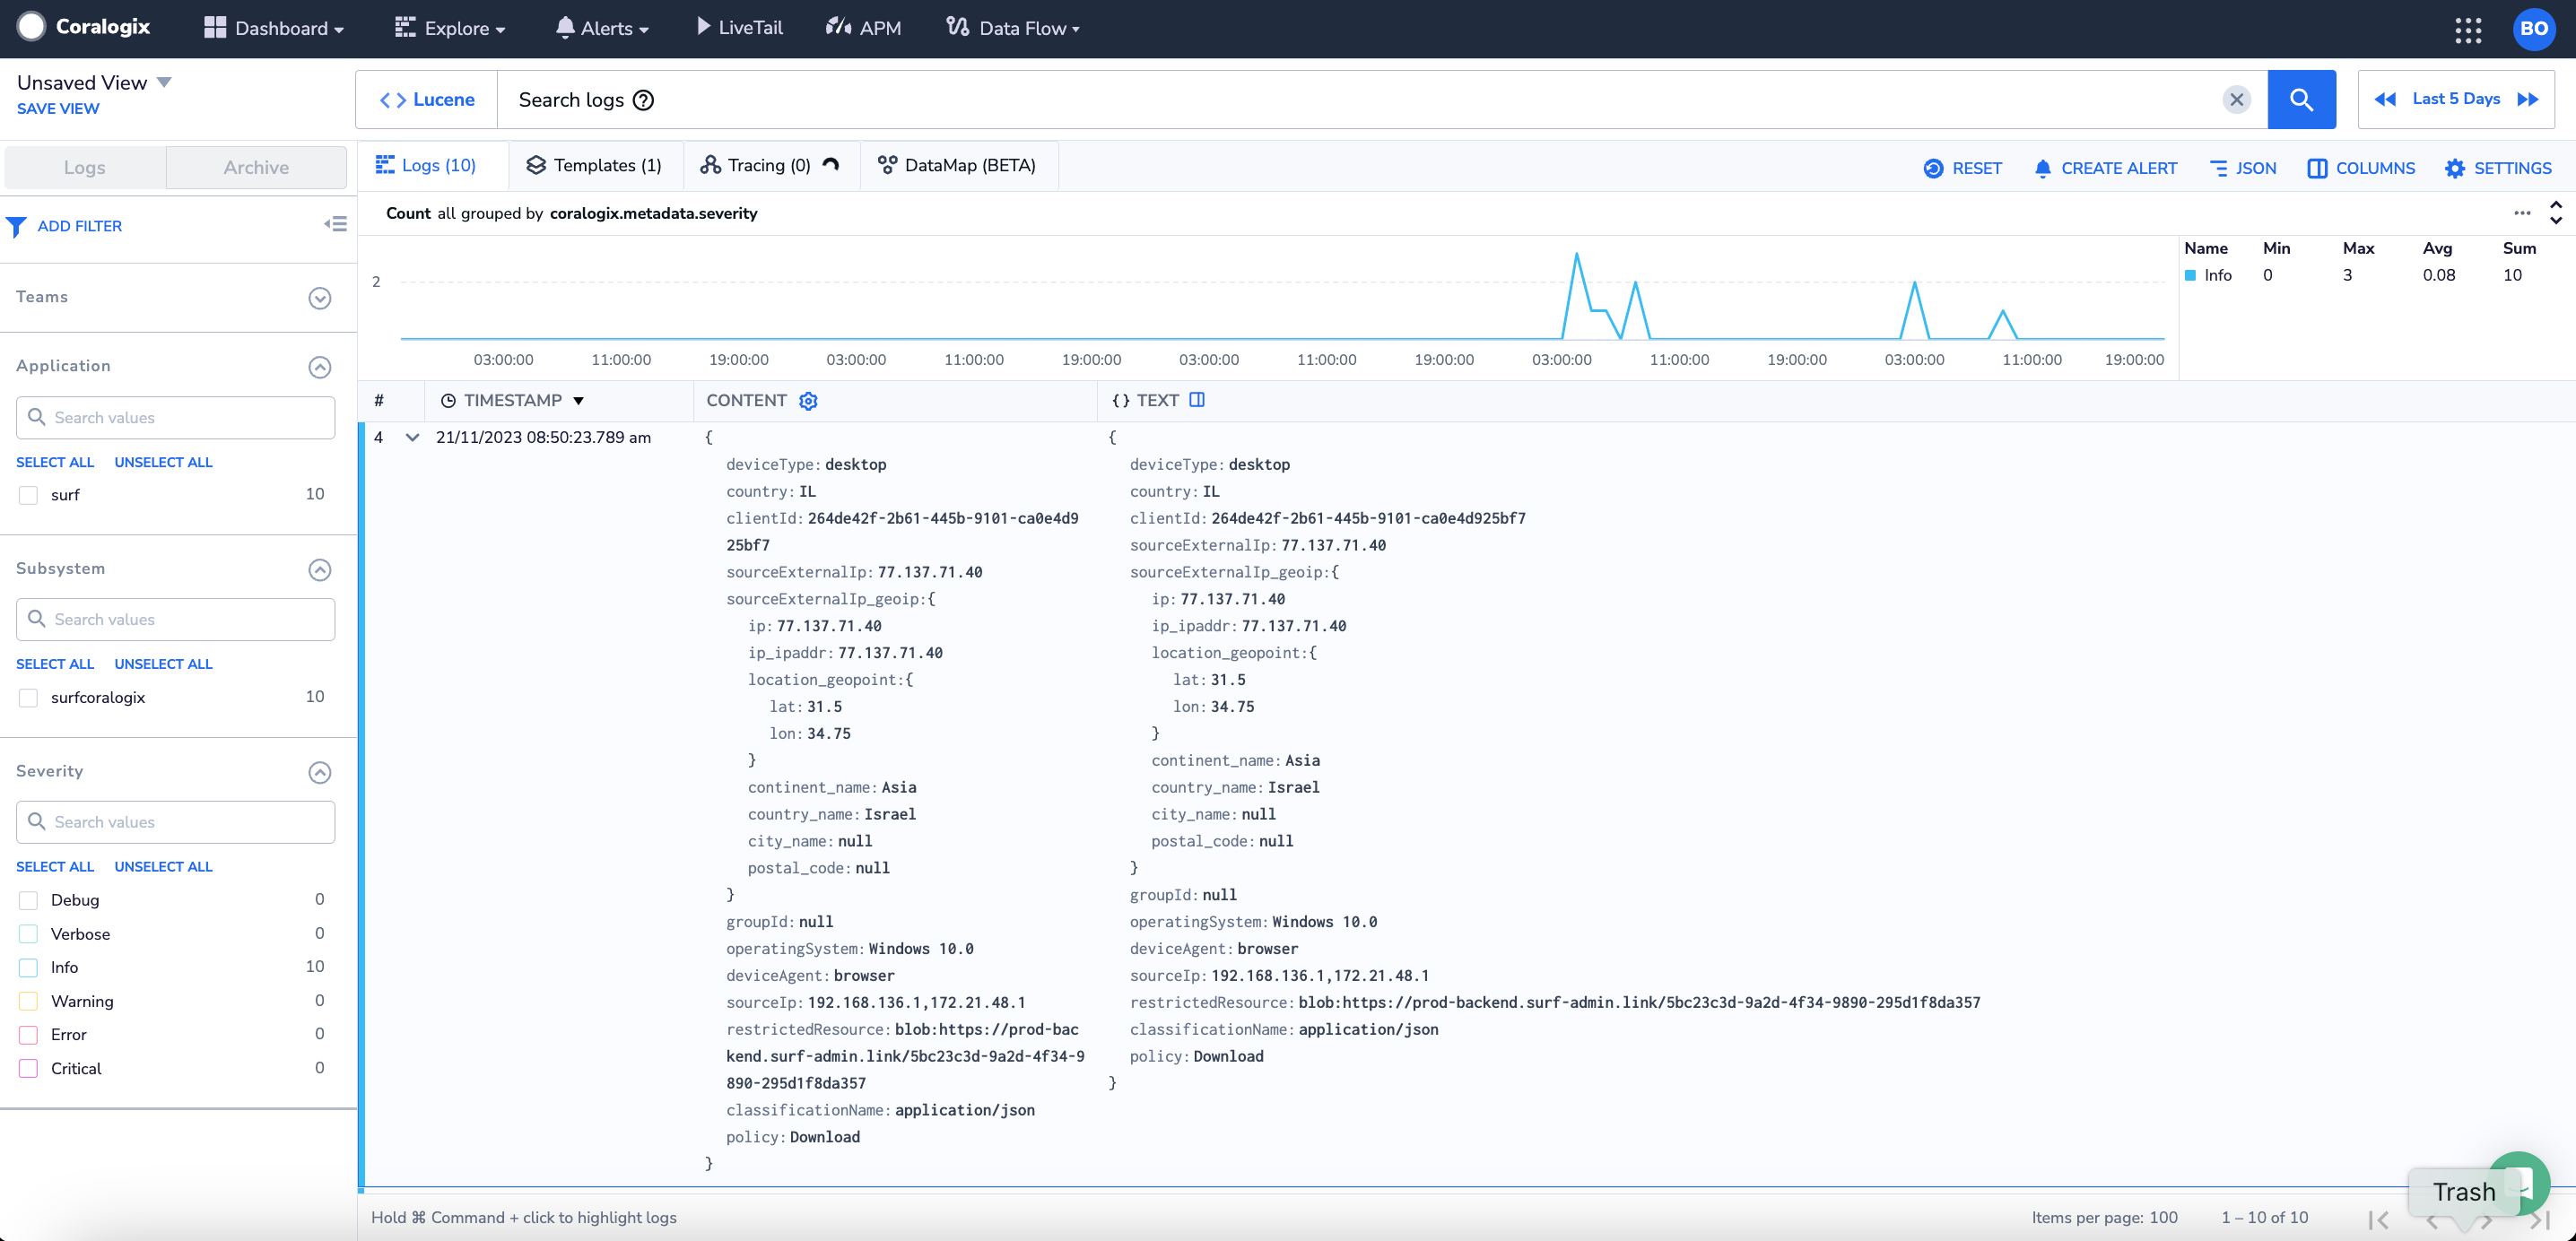 Coralogix
Dashboard
Explore
Alerts
LiveTail
APM
Data Flow
BO
Unsaved View
SAVE VIEW
<> Lucene
Search logs
Last 5 Days
Logs
Archive
Logs (10)
Templates (1)
Tracing (0)
DataMap (BETA)
RESET
CREATE ALERT
JSON
COLUMNS
SETTINGS
ADD FILTER
Teams
Application
Search values
SELECT ALL UNSELECT ALL
surf 10
Subsystem
Search values
SELECT ALL UNSELECT ALL
surfcoralogix 10
Severity
Search values
SELECT ALL UNSELECT ALL
Debug 0
Verbose 0
Info 10
Warning 0
Error 0
Critical 0
Count all grouped by coralogix.metadata.severity
...
2
03:00:00 11:00:00 19:00:00 03:00:00 11:00:00 19:00:00 03:00:00 11:00:00 19:00:00 03:00:00 11:00:00 19:00:00 03:00:00 11:00:00 19:00:00
Name Min Max Avg Sum
Info 0 3 0.08 10
# TIMESTAMP CONTENT {} TEXT
4 21/11/2023 08:50:23.789 am
{
deviceType: desktop
country: IL
clientId: 264de42f-2b61-445b-9101-ca0e4d9
25bf7
sourceExternalIp: 77.137.71.40
sourceExternalIp_geoip:{
ip: 77.137.71.40
ip_ipaddr: 77.137.71.40
location_geopoint:{
lat: 31.5
lon: 34.75
}
continent_name: Asia
country_name: Israel
city_name: null
postal_code: null
}
groupId: null
operatingSystem: Windows 10.0
deviceAgent: browser
sourceIp: 192.168.136.1,172.21.48.1
restrictedResource: blob:https://prod-bac
kend.surf-admin.link/5bc23c3d-9a2d-4f34-9
890-295d1f8da357
classificationName: application/json
policy: Download
}
{
deviceType: desktop
country: IL
clientId: 264de42f-2b61-445b-9101-ca0e4d925bf7
sourceExternalIp: 77.137.71.40
sourceExternalIp_geoip:{
ip: 77.137.71.40
ip_ipaddr: 77.137.71.40
location_geopoint:{
lat: 31.5
lon: 34.75
}
continent_name: Asia
country_name: Israel
city_name: null
postal_code: null
}
groupId: null
operatingSystem: Windows 10.0
deviceAgent: browser
sourceIp: 192.168.136.1,172.21.48.1
restrictedResource: blob:https://prod-backend.surf-admin.link/5bc23c3d-9a2d-4f34-9890-295d1f8da357
classificationName: application/json
policy: Download
}
Hold ⌘ Command + click to highlight logs
Items per page: 100
1 – 10 of 10
Trash